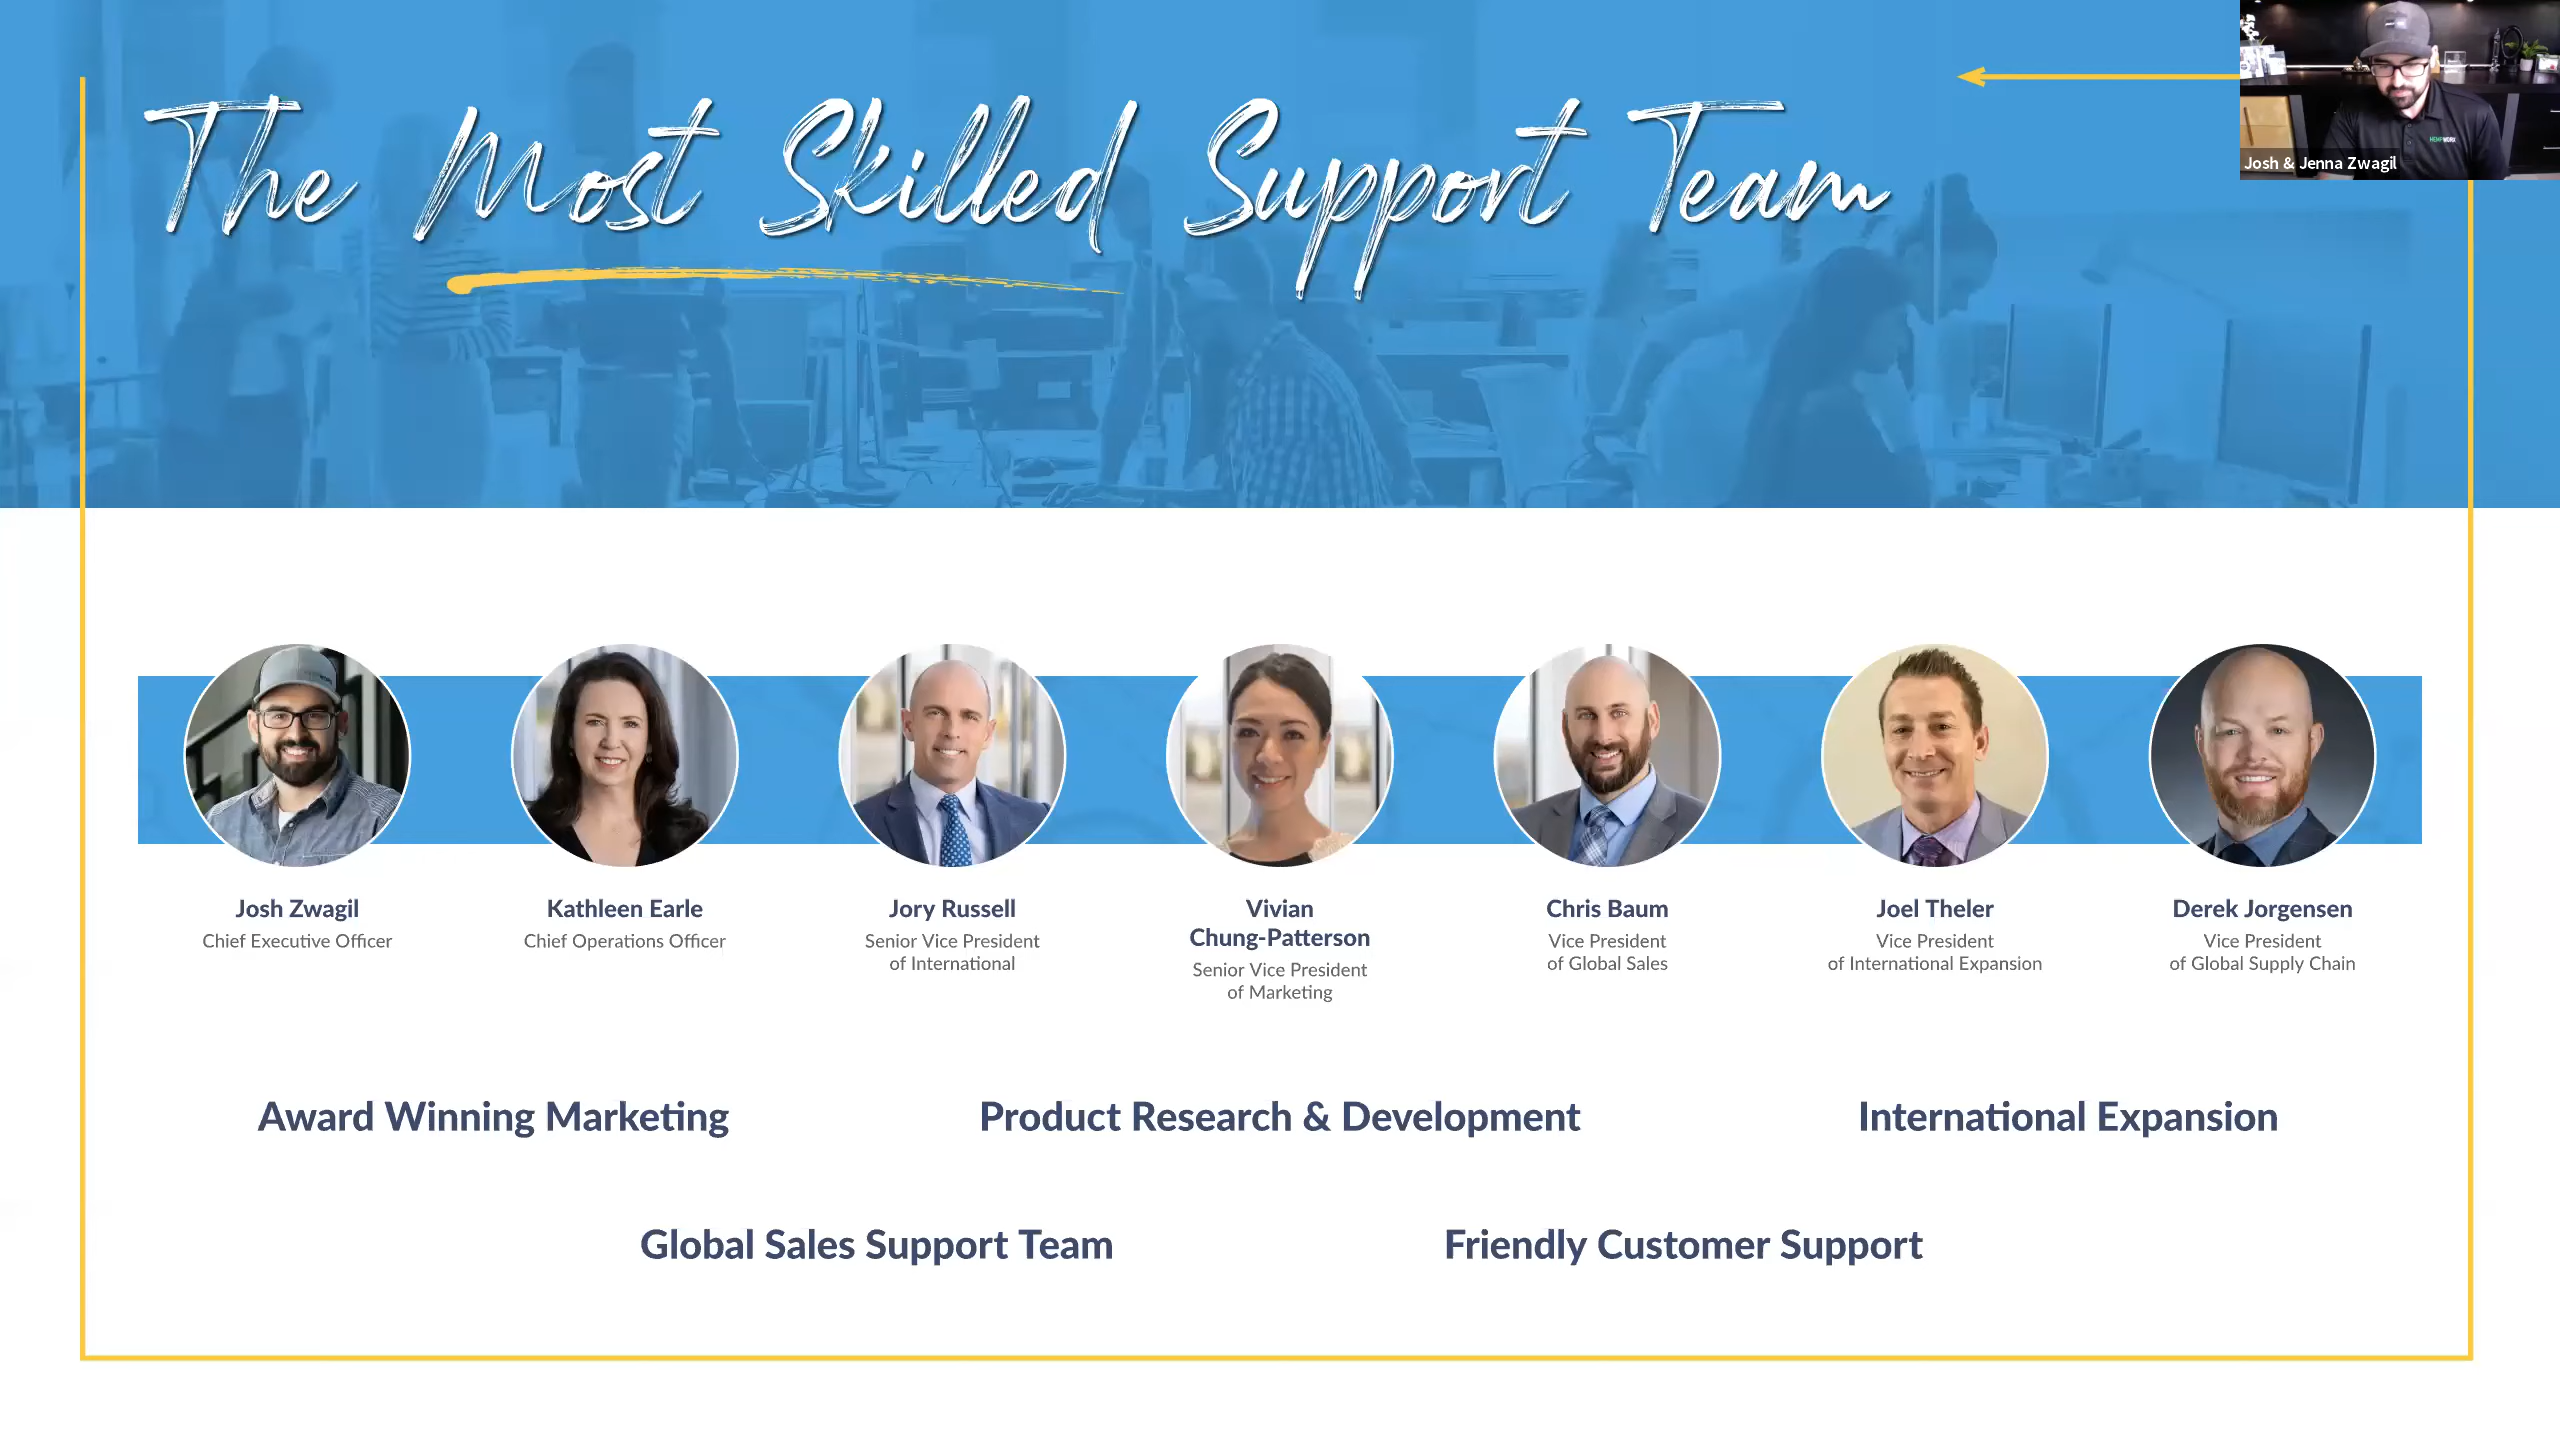 The Most Skilled Support Team
Josh & Jenna Zwagil
HEMPWORX
Josh Zwagil
Chief Executive Officer
Kathleen Earle
Chief Operations Officer
Jory Russell
Senior Vice President
of International
Vivian
Chung-Patterson
Senior Vice President
of Marketing
Chris Baum
Vice President
of Global Sales
Joel Theler
Vice President
of International Expansion
Derek Jorgensen
Vice President
of Global Supply Chain
Award Winning Marketing
Product Research & Development
International Expansion
Global Sales Support Team
Friendly Customer Support